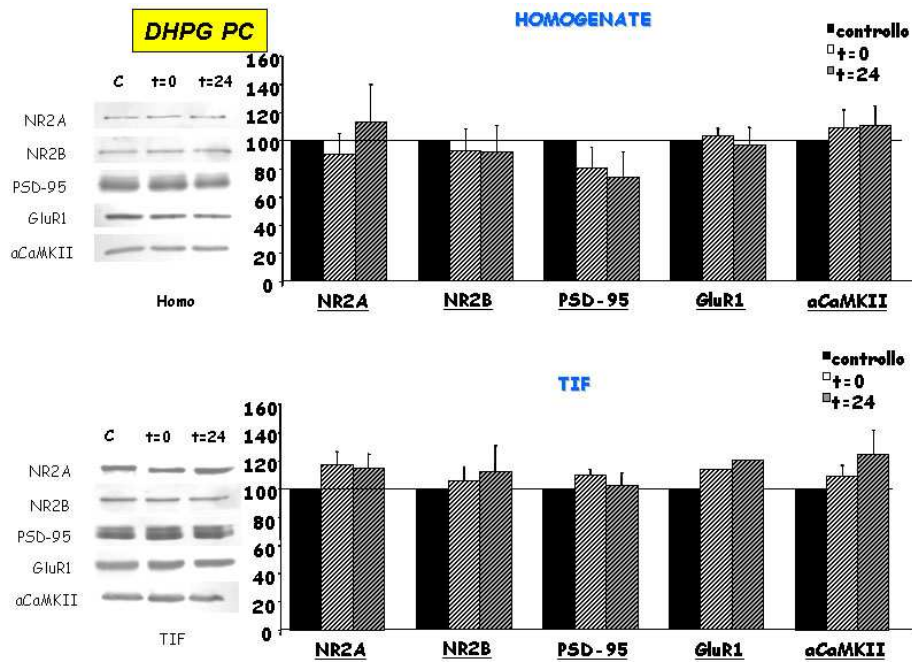 DHPG PC
HOMOGENATE
controllo
t=0
t=24
C t=0 t=24
NR2A
NR2B
PSD-95
GluR1
aCaMKII
Homo
160
140
120
100
80
60
40
20
0
NR2A NR2B PSD-95 GluR1 aCaMKII
TIF
controllo
t=0
t=24
C t=0 t=24
NR2A
NR2B
PSD-95
GluR1
aCaMKII
TIF
160
140
120
100
80
60
40
20
0
NR2A NR2B PSD-95 GluR1 aCaMKII